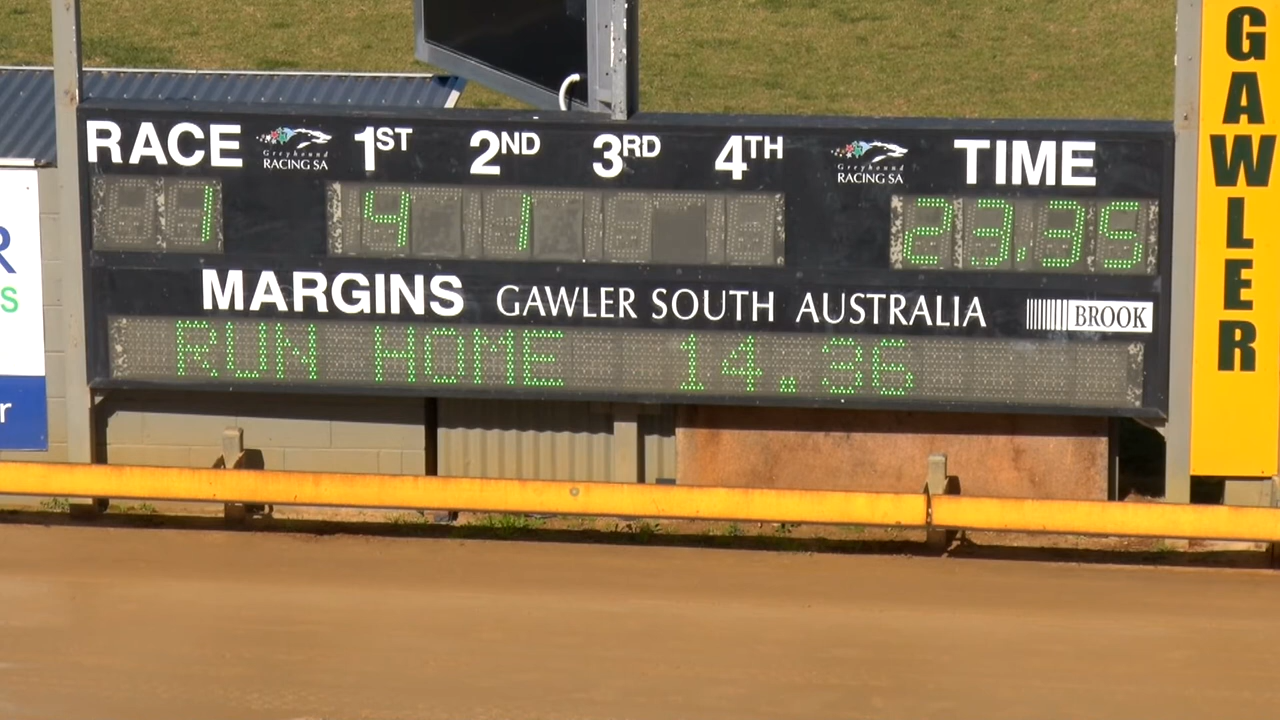 GAWLER
RACE 1ST 2ND 3RD 4TH TIME
Greyhound RACING SA
Greyhound RACING SA
1 4 1 23.35
MARGINS GAWLER SOUTH AUSTRALIA BROOK
RUN HOME 14.36
R
S
r